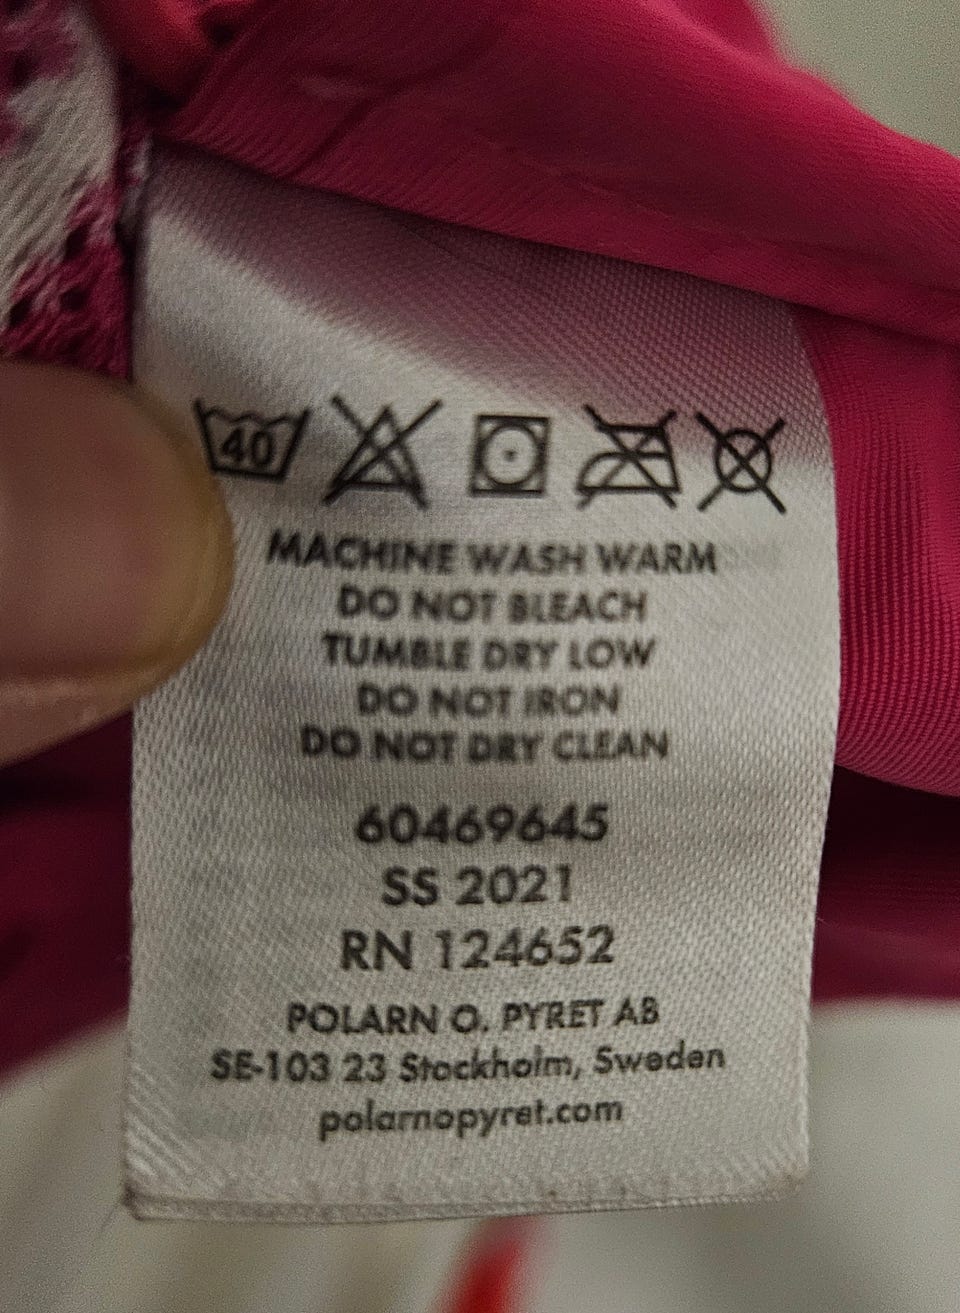 40
MACHINE WASH WARM
DO NOT BLEACH
TUMBLE DRY LOW
DO NOT IRON
DO NOT DRY CLEAN
60469645
SS 2021
RN 124652
POLARN O. PYRET AB
SE-103 23 Stockholm, Sweden
polarnopyret.com